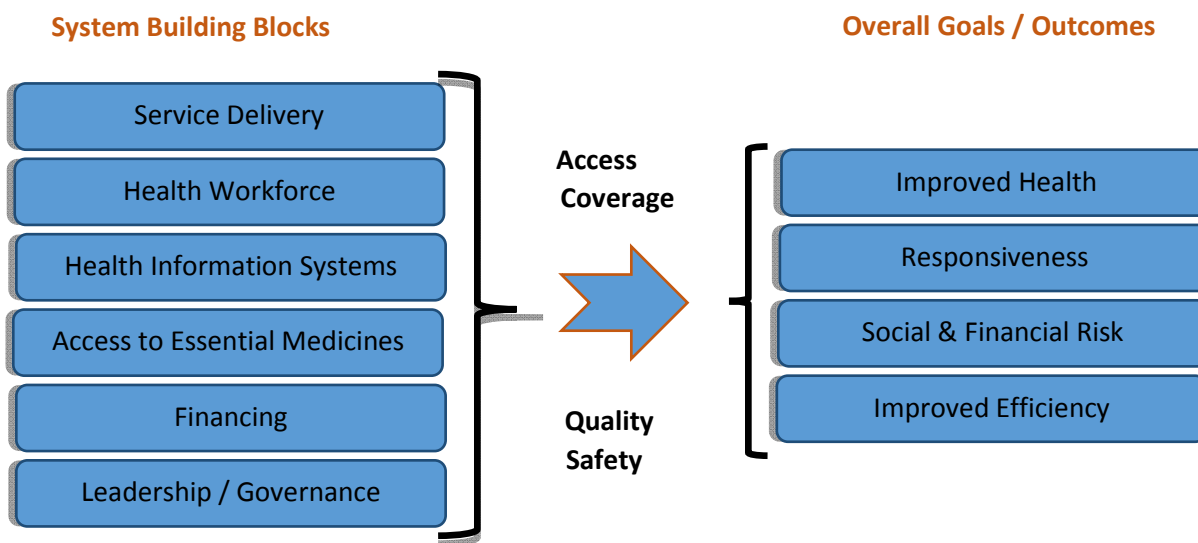 System Building Blocks
Overall Goals / Outcomes
Service Delivery
Health Workforce
Health Information Systems
Access to Essential Medicines
Financing
Leadership / Governance
Access
Coverage
Quality
Safety
Improved Health
Responsiveness
Social & Financial Risk
Improved Efficiency